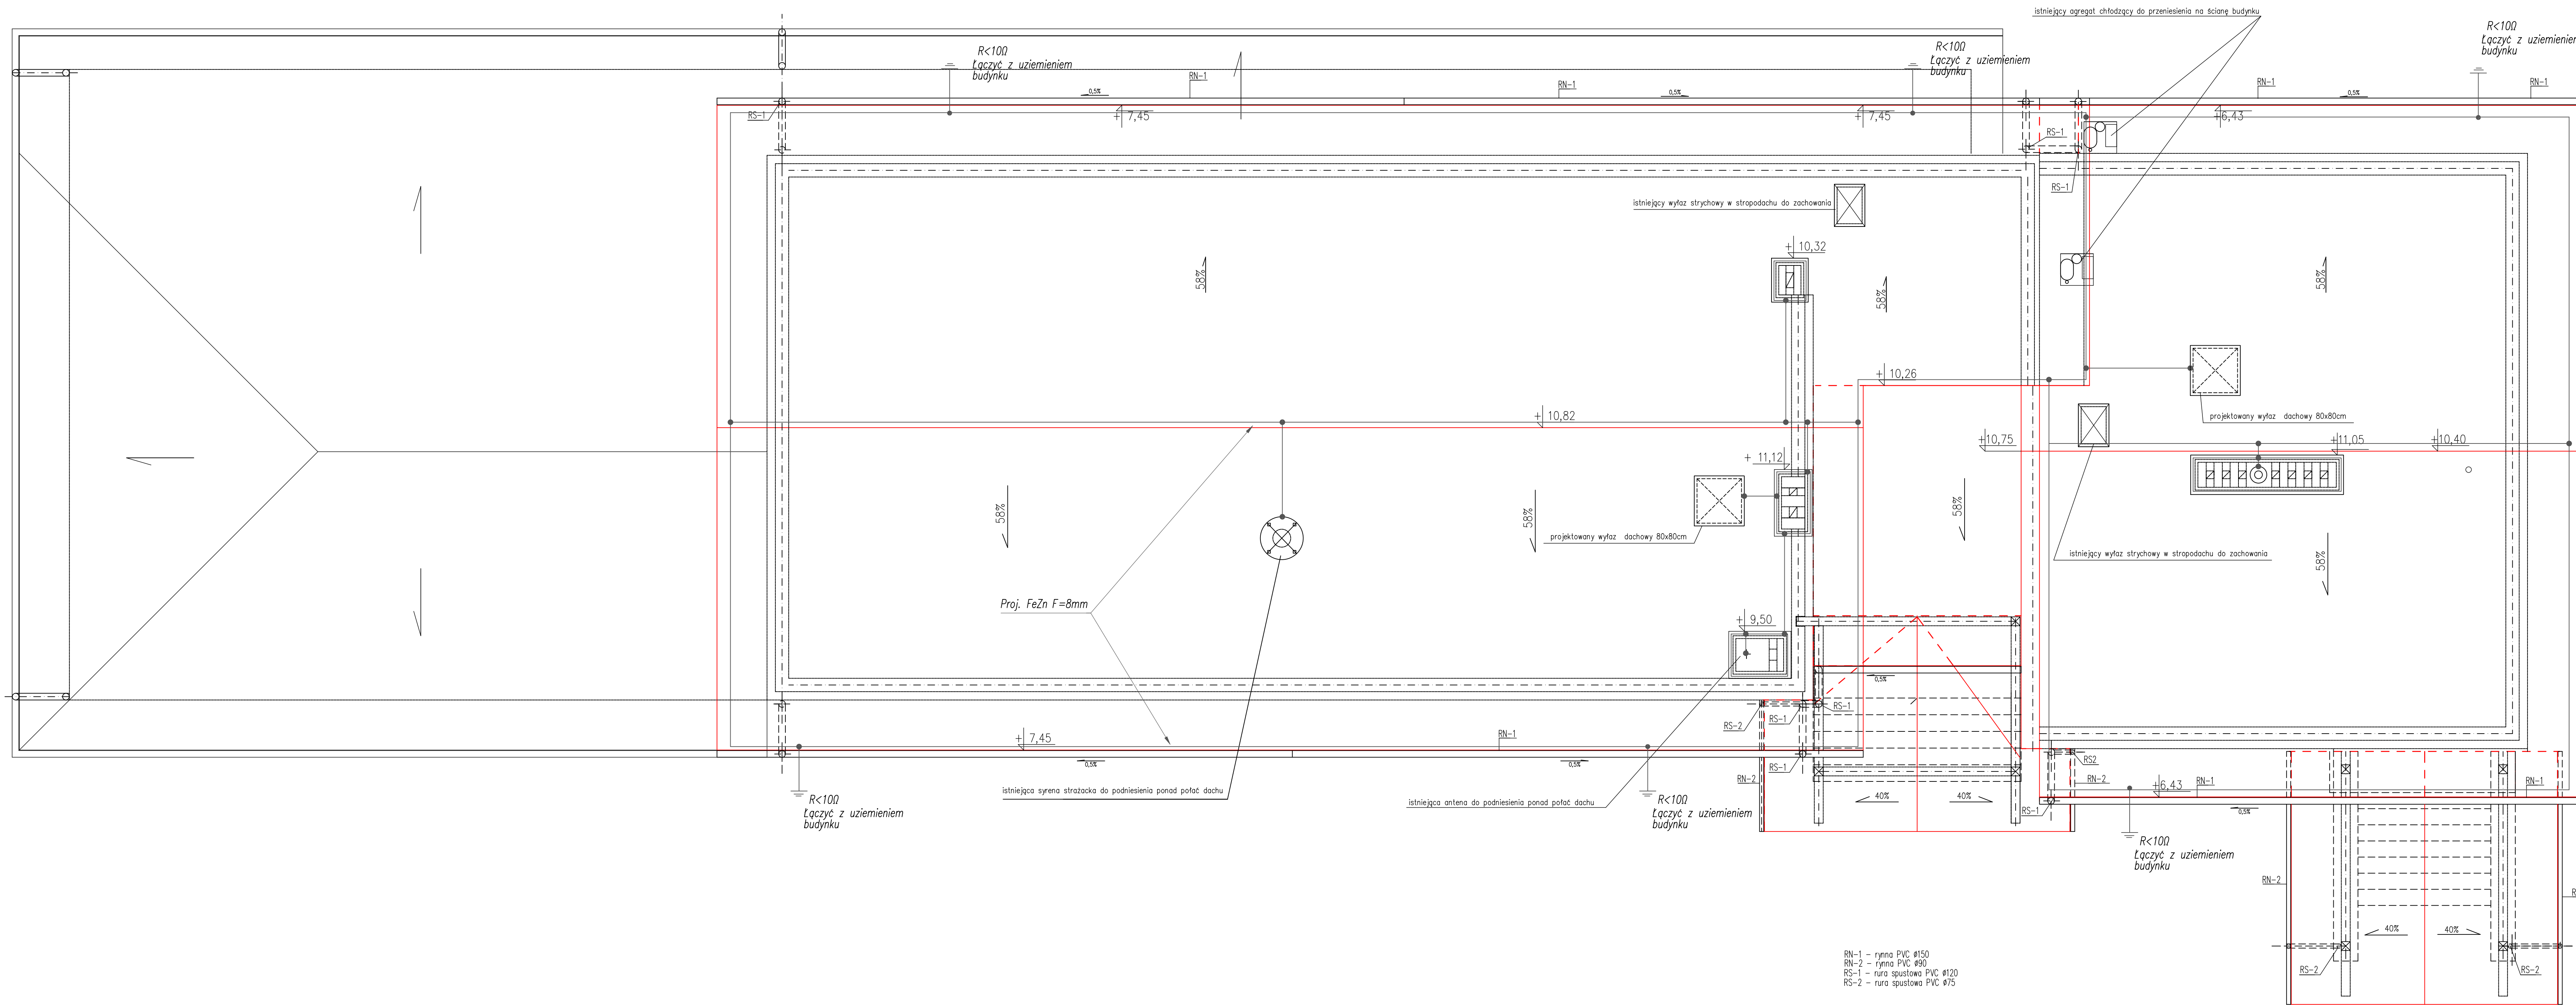 istniejący agregat chłodzący do przeniesienia na ścianę budynku
R<10Ω
Łączyć z uziemieniem
budynku
R<10Ω
Łączyć z uziemieniem
budynku
R<10Ω
Łączyć z uziemieniem
budynku
RN-1
RN-1
RN-1
RN-1
0,5%
0,5%
0,5%
RS-1
+ 7,45
+ 7,45
+6,43
RS-1
RS-1
istniejący wyłaz strychowy w stropodachu do zachowania
+ 10,32
58%
58%
58%
+ 10,26
+ 10,82
projektowany wyłaz dachowy 80x80cm
+10,75
+11,05
+10,40
+ 11,12
58%
58%
58%
58%
projektowany wyłaz dachowy 80x80cm
istniejący wyłaz strychowy w stropodachu do zachowania
Proj. FeZn F=8mm
+ 9,50
0,5%
RS-2
RS-1
RS-1
+ 7,45
RN-1
0,5%
0,5%
RS-1
RN-2
RS2
RN-2
RN-1
RN-1
+6,43
istniejąca syrena strażacka do podniesienia ponad połać dachu
istniejąca antena do podniesienia ponad połać dachu
40%
40%
RS-1
0,5%
R<10Ω
Łączyć z uziemieniem
budynku
R<10Ω
Łączyć z uziemieniem
budynku
R<10Ω
Łączyć z uziemieniem
budynku
RN-2
40%
40%
RS-2
RS-2
RN-1 - rynna PVC ø150
RN-2 - rynna PVC ø90
RS-1 - rura spustowa PVC ø120
RS-2 - rura spustowa PVC ø75